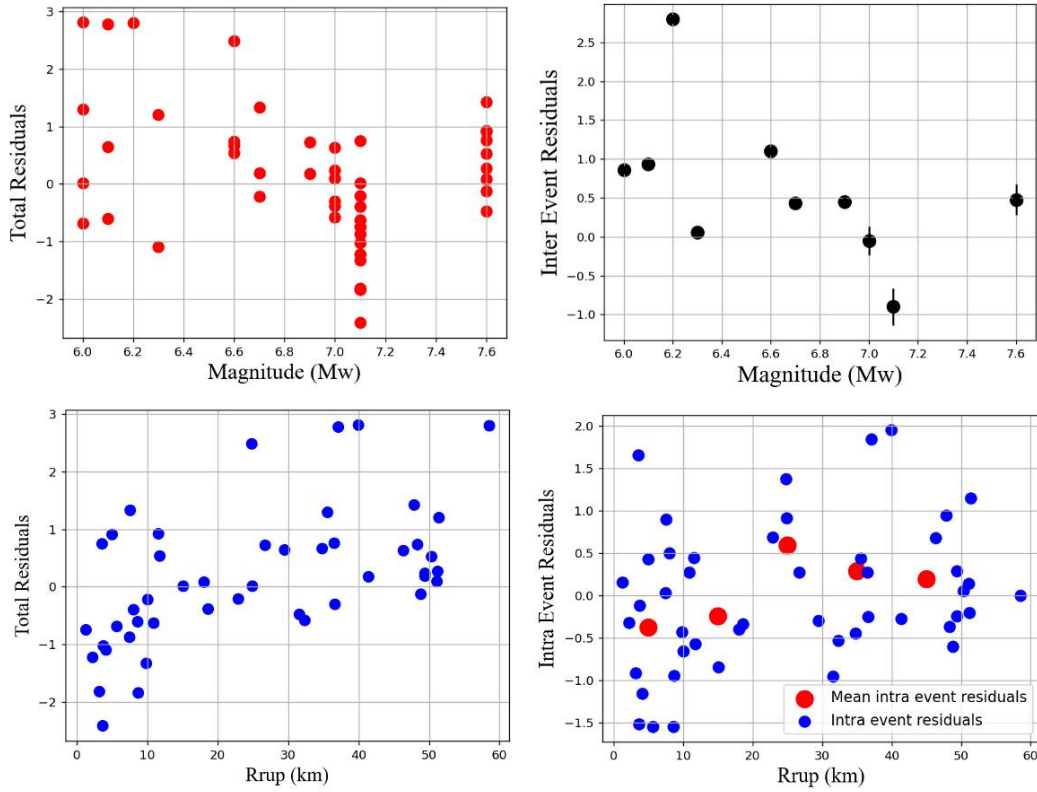 3
2
1
0
−1
−2
Total Residuals
6.0 6.2 6.4 6.6 6.8 7.0 7.2 7.4 7.6
Magnitude (Mw)
2.5
2.0
1.5
1.0
0.5
0.0
−0.5
−1.0
Inter Event Residuals
6.0 6.2 6.4 6.6 6.8 7.0 7.2 7.4 7.6
Magnitude (Mw)
3
2
1
0
−1
−2
Total Residuals
0 10 20 30 40 50 60
Rrup (km)
2.0
1.5
1.0
0.5
0.0
−0.5
−1.0
−1.5
Intra Event Residuals
Mean intra event residuals
Intra event residuals
0 10 20 30 40 50 60
Rrup (km)